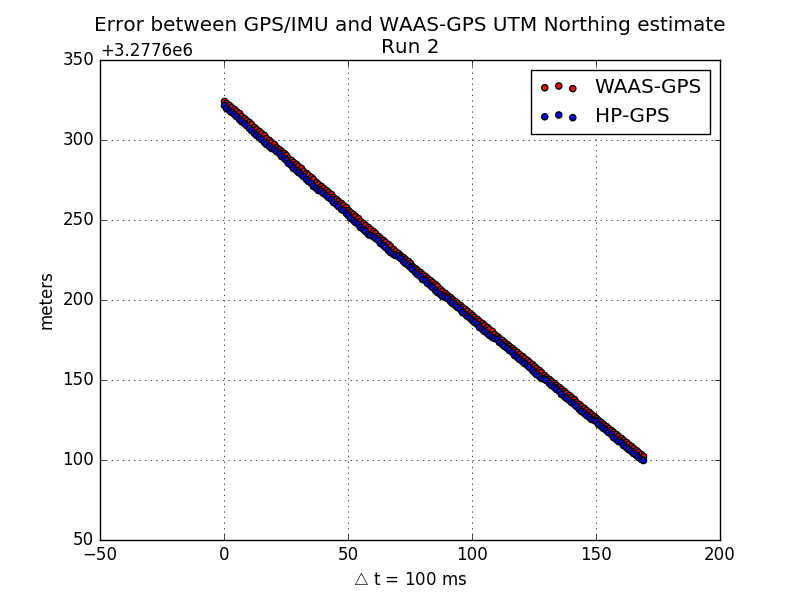 Error between GPS/IMU and WAAS-GPS UTM Northing estimate
Run 2
+3.2776e6
350
300
250
200
150
100
50
meters
WAAS-GPS
HP-GPS
−50 0 50 100 150 200
△ t = 100 ms